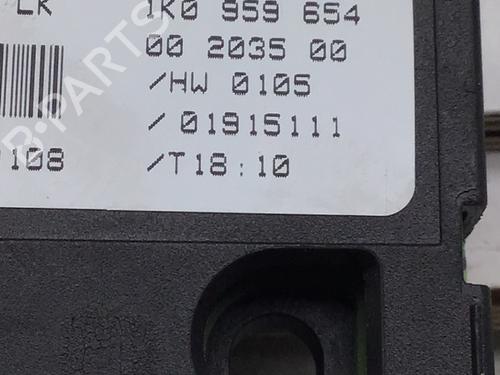 LK 1K0 959 654
00 2035 00
/HW 0105
/01915111
108 /T18:10
B-PARTS